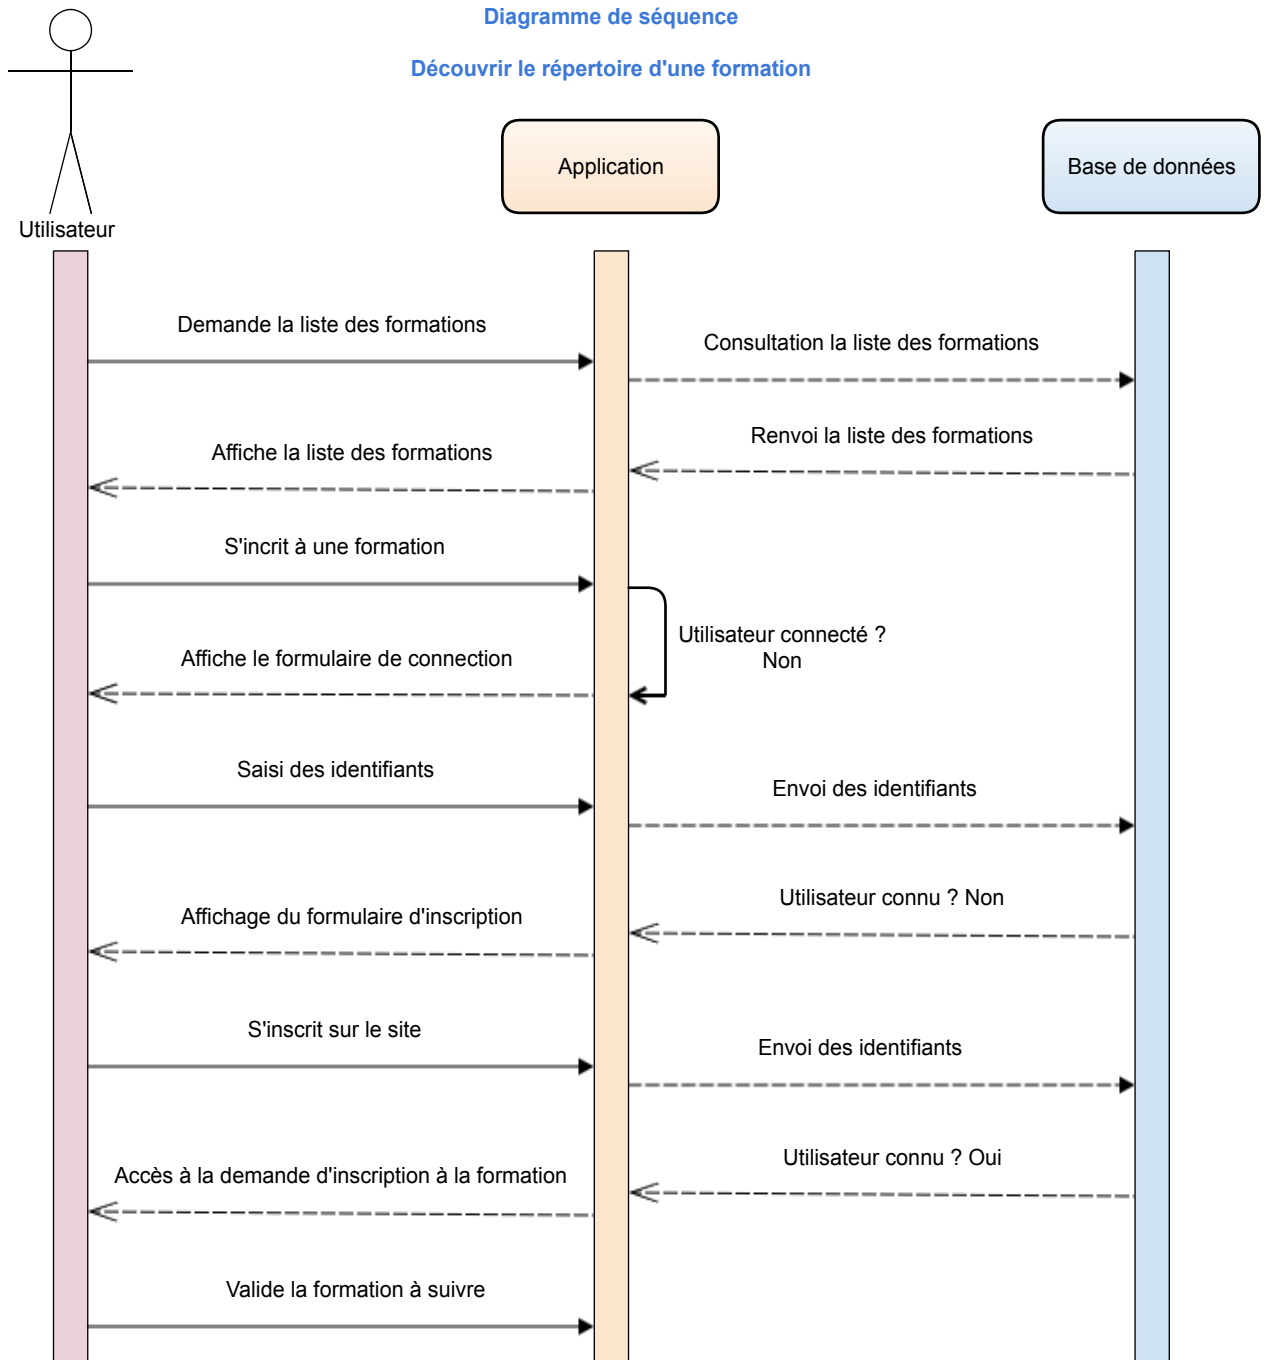 Diagramme de séquence
Découvrir le répertoire d'une formation
Application
Base de données
Utilisateur
Demande la liste des formations
Consultation la liste des formations
Renvoi la liste des formations
Affiche la liste des formations
S'incrit à une formation
Utilisateur connecté ?
Non
Affiche le formulaire de connection
Saisi des identifiants
Envoi des identifiants
Utilisateur connu ? Non
Affichage du formulaire d'inscription
S'inscrit sur le site
Envoi des identifiants
Utilisateur connu ? Oui
Accès à la demande d'inscription à la formation
Valide la formation à suivre